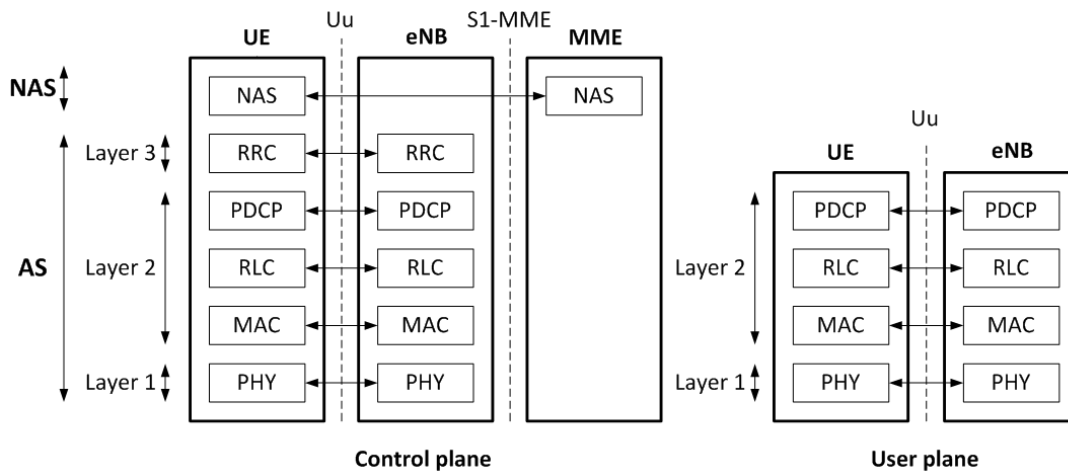 Uu
S1-MME
UE
eNB
MME
NAS
NAS
NAS
Layer 3
RRC
RRC
PDCP
PDCP
AS
Layer 2
RLC
RLC
MAC
MAC
Layer 1
PHY
PHY
Control plane
Uu
UE
eNB
PDCP
PDCP
Layer 2
RLC
RLC
MAC
MAC
Layer 1
PHY
PHY
User plane